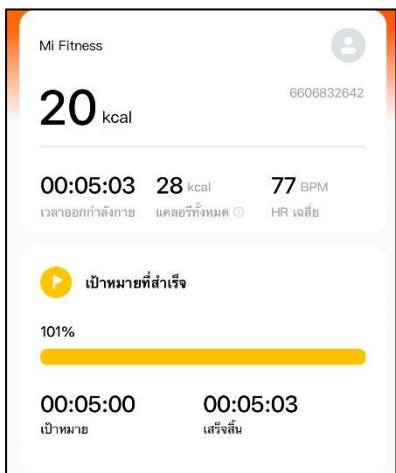 Mi Fitness
20 kcal
6606832642
00:05:03 28 kcal 77 BPM
เวลาออกกำลังกาย แคลอรีทั้งหมด HR เฉลี่ย
เป้าหมายที่สำเร็จ
101%
00:05:00 00:05:03
เป้าหมาย เสร็จสิ้น